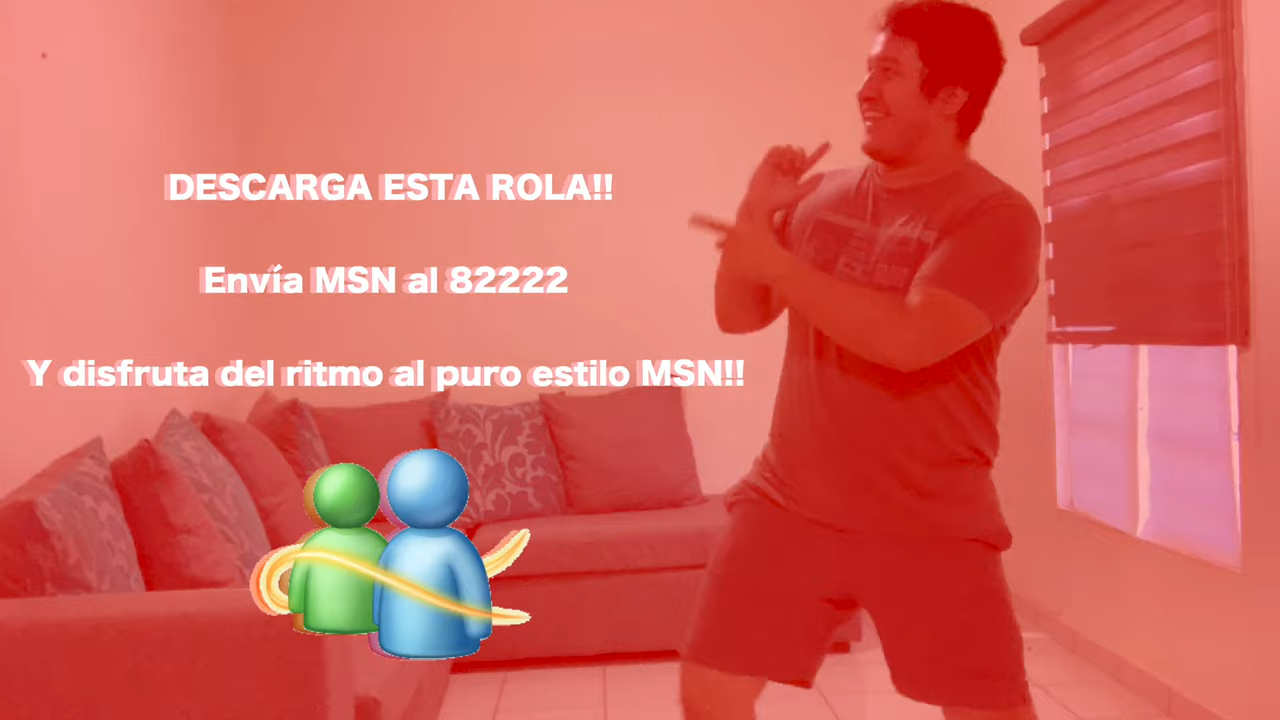 DESCARGA ESTA ROLA!!
Envía MSN al 82222
Y disfruta del ritmo al puro estilo MSN!!